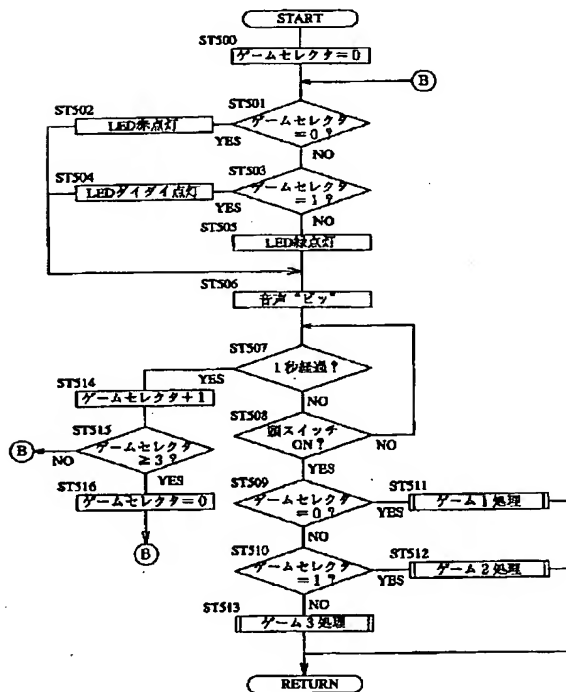 START
ST500
ゲームセレクタ=0
B
ST501
ゲームセレクタ
=0?
YES
NO
ST502
LED赤点灯
ST503
ゲームセレクタ
=1?
YES
NO
ST504
LEDダイダイ点灯
ST505
LED緑点灯
ST506
音声"ピッ"
ST507
1秒経過?
YES
NO
ST514
ゲームセレクタ+1
ST515
ゲームセレクタ
≧3?
B
NO
YES
ST516
ゲームセレクタ=0
B
ST508
頭スイッチ
ON?
NO
YES
ST509
ゲームセレクタ
=0?
YES
NO
ST511
ゲーム1処理
ST510
ゲームセレクタ
=1?
YES
NO
ST512
ゲーム2処理
ST513
ゲーム3処理
RETURN